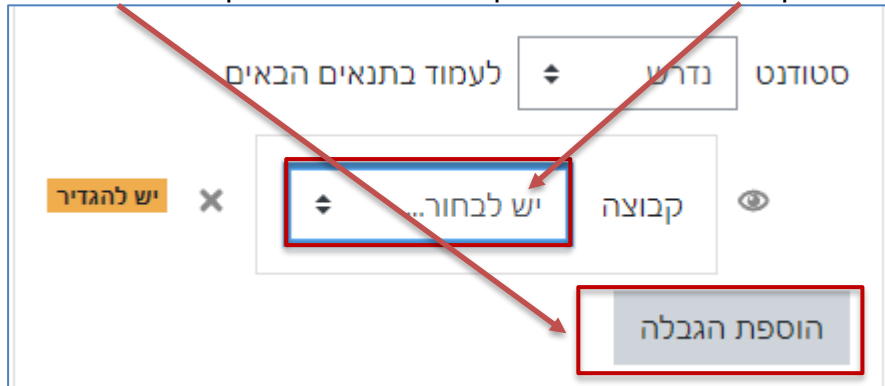 סטודנט נדרש לעמוד בתנאים הבאים
קבוצה יש לבחור... יש להגדיר
הוספת הגבלה